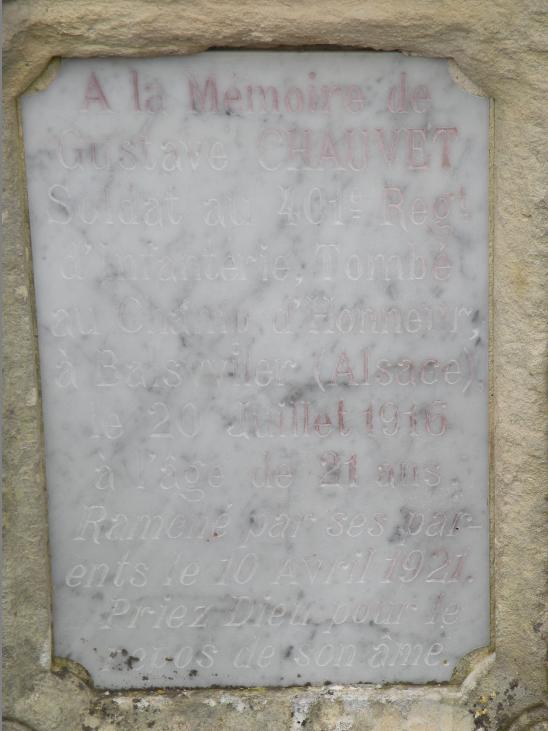 A la Mémoire de
Gustave CHAUVET
Soldat au 401e Regt
d'Infanterie, Tombé
au Chamb d'Honneur,
à (Alsace)
le 20 Juillet 1916
à l'âge de 21 ans,
Ramené par ses par-
ents le 10 Avril 1921.
Priez Dieu pour le
repos de son âme